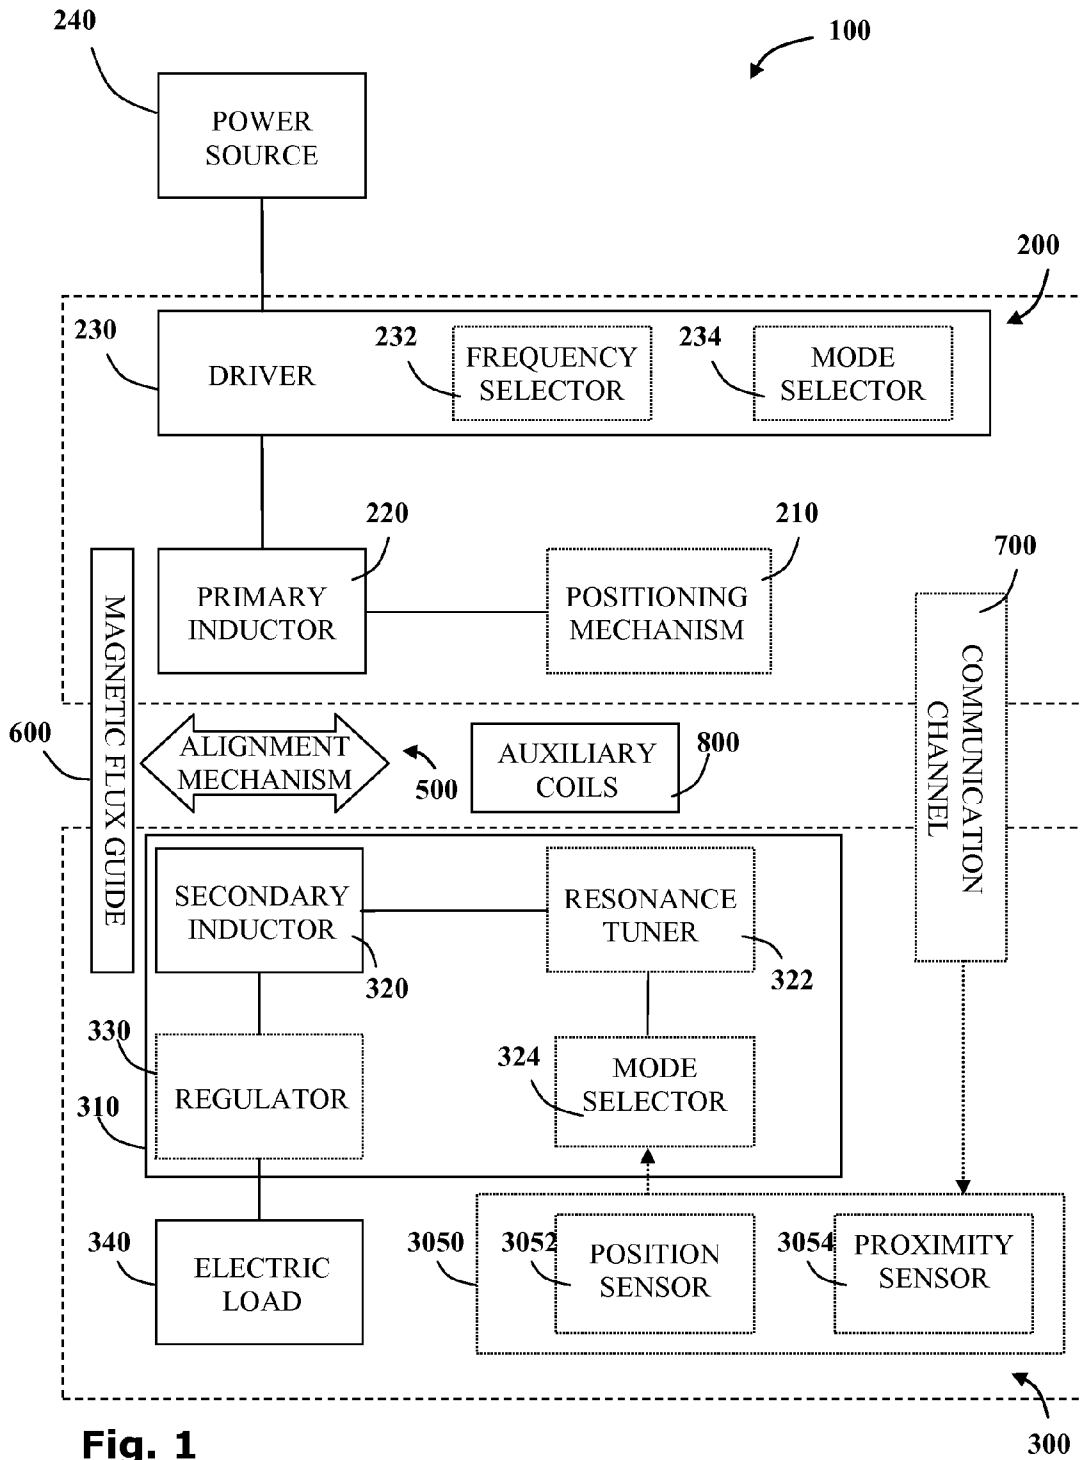 240
100
POWER
SOURCE
200
230
232
234
DRIVER
FREQUENCY
SELECTOR
MODE
SELECTOR
220
210
700
PRIMARY
INDUCTOR
POSITIONING
MECHANISM
MAGNETIC FLUX GUIDE
COMMUNICATION
CHANNEL
600
ALIGNMENT
MECHANISM
500
AUXILIARY
COILS
800
SECONDARY
INDUCTOR
320
RESONANCE
TUNER
322
330
310
REGULATOR
324
MODE
SELECTOR
340
ELECTRIC
LOAD
3050
3052
POSITION
SENSOR
3054
PROXIMITY
SENSOR
300
Fig. 1